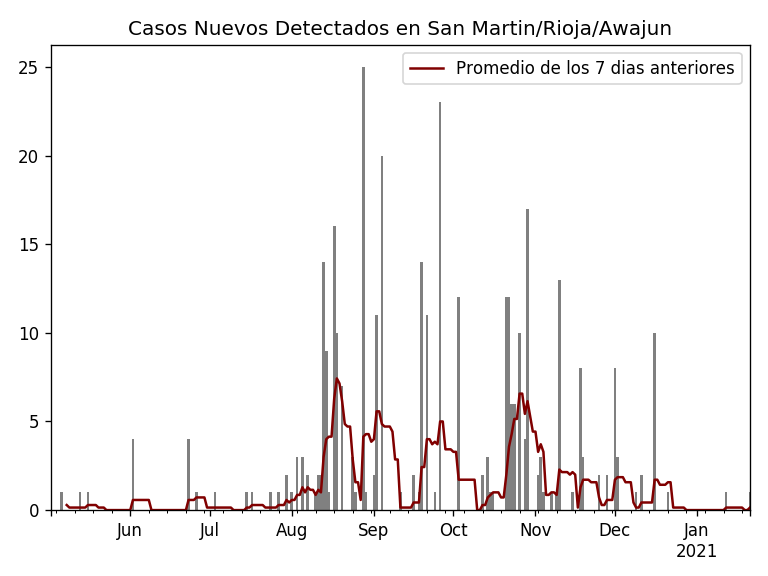 Casos Nuevos Detectados en San Martin/Rioja/Awajun
Promedio de los 7 dias anteriores
25
20
15
10
5
0
Jun Jul Aug Sep Oct Nov Dec Jan
2021